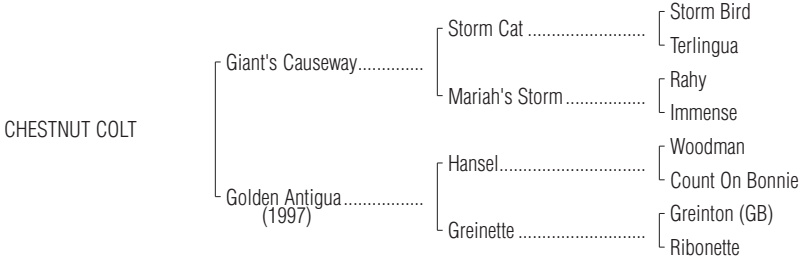 Storm Bird
Storm Cat ........................
Terlingua
Giant's Causeway..............
Rahy
Mariah's Storm ................
Immense
CHESTNUT COLT
Woodman
Hansel..............................
Count On Bonnie
Golden Antigua.................
(1997)
Greinton (GB)
Greinette ..........................
Ribonette